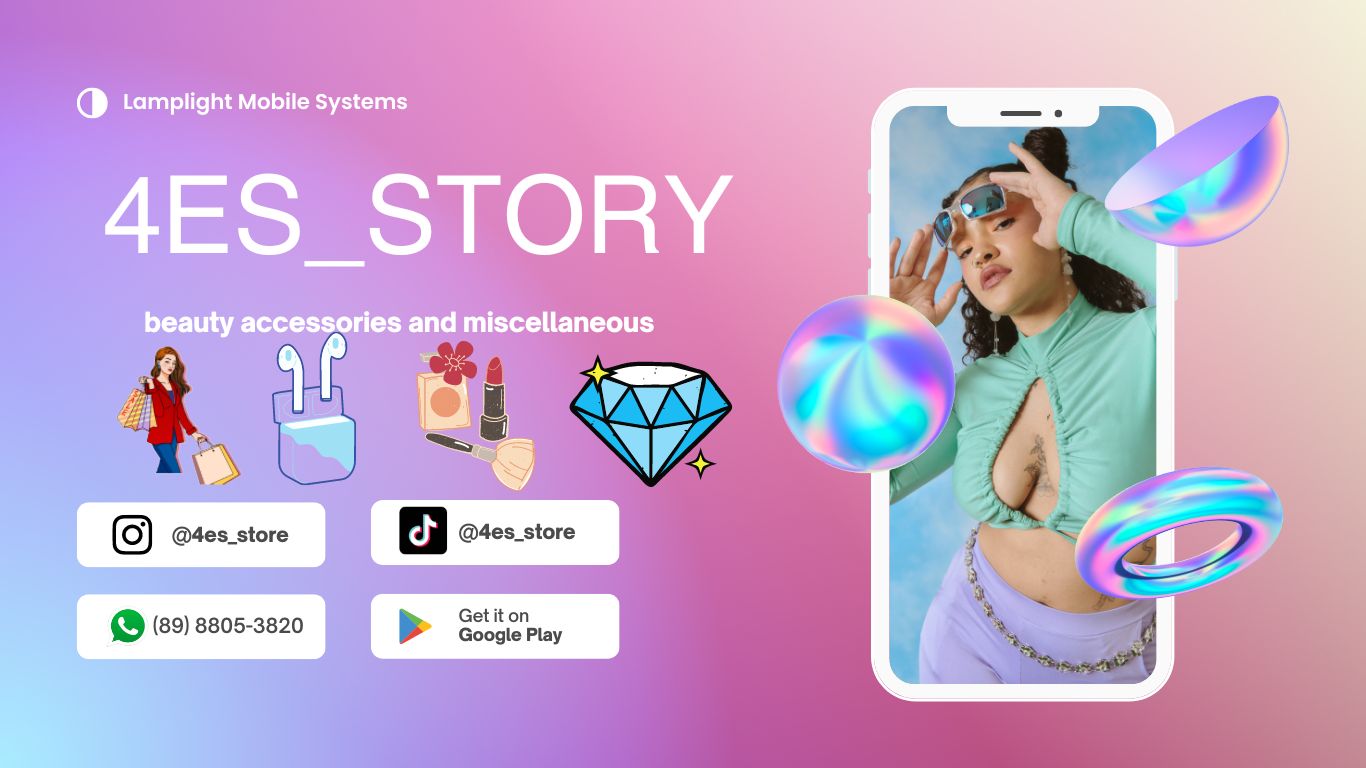 Lamplight Mobile Systems
4ES_STORY
beauty accessories and miscellaneous
@4es_store
@4es_store
(89) 8805-3820
Get it on
Google Play